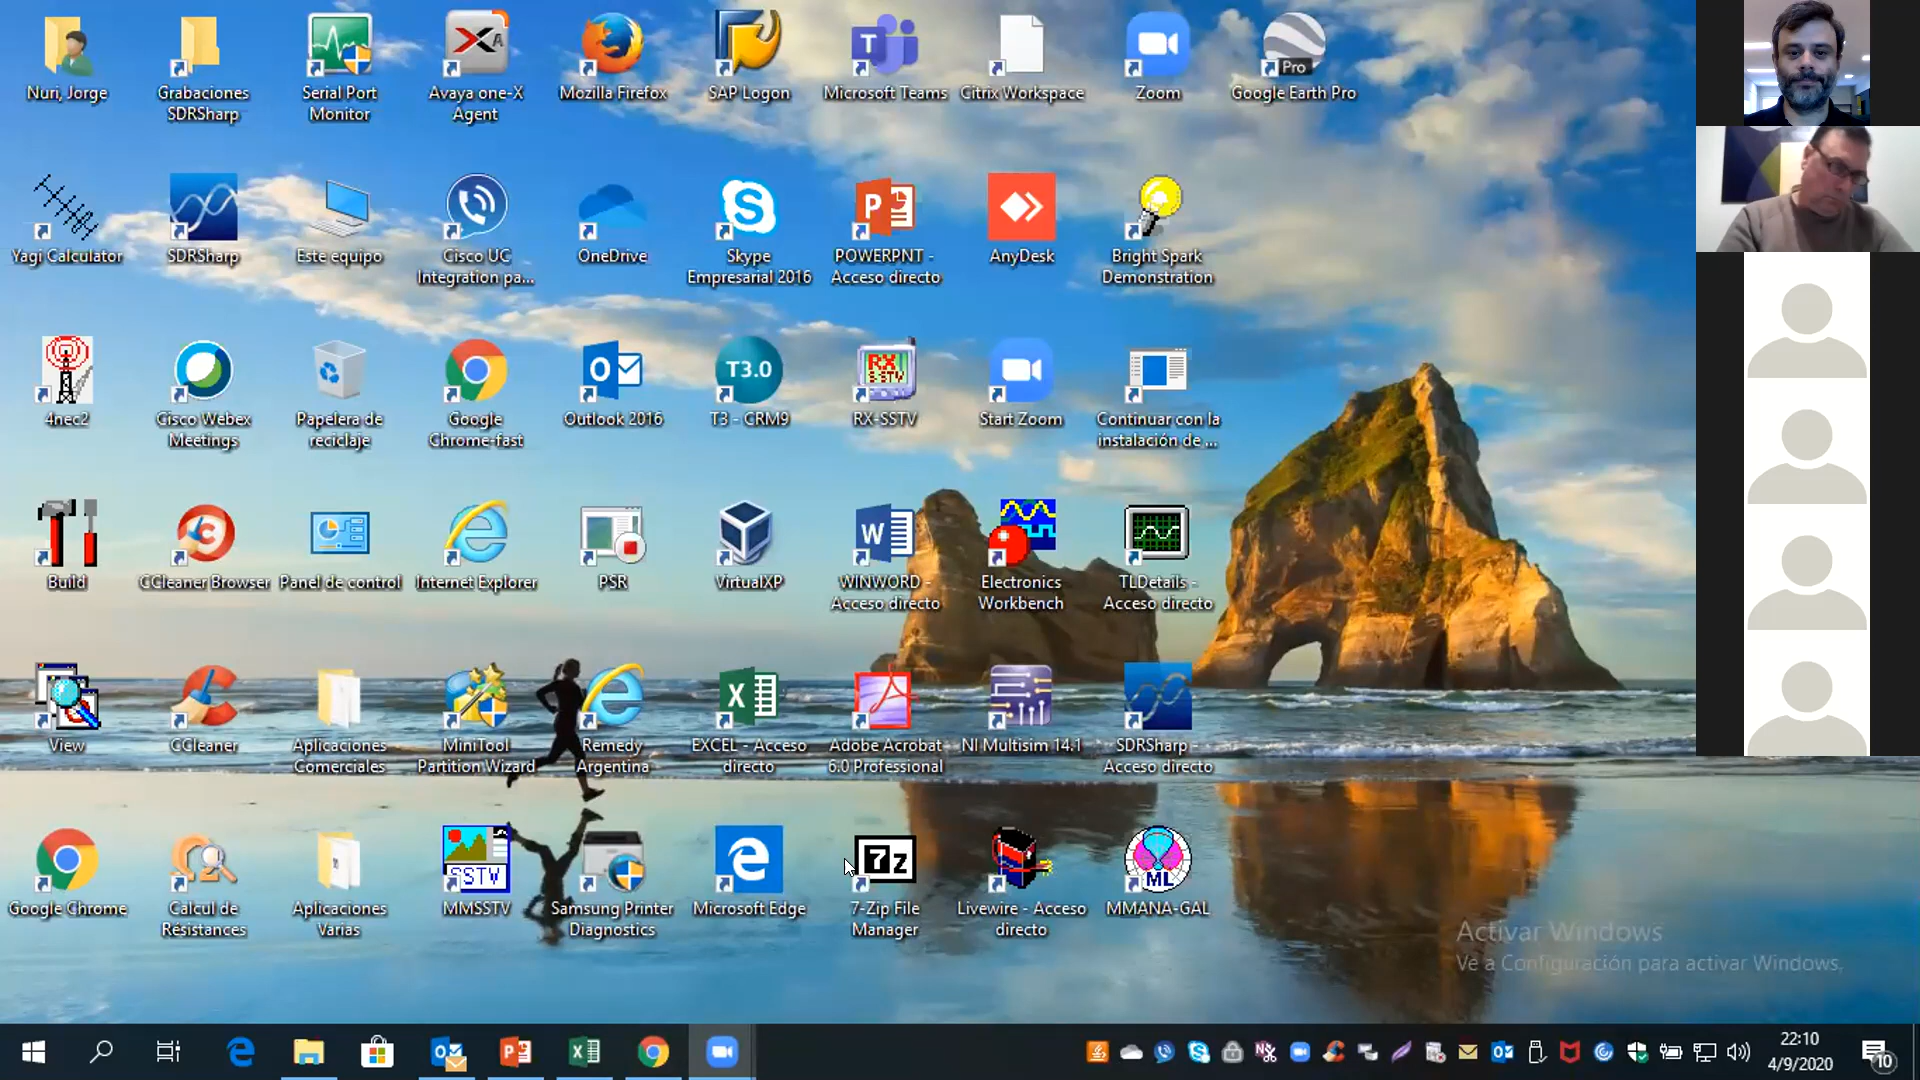 Nuri, Jorge
Grabaciones
SDRSharp
Serial Port
Monitor
Avaya one-X
Agent
Mozilla Firefox
SAP Logon
Microsoft Teams
Citrix Workspace
Zoom
Pro
Google Earth Pro
Yagi Calculator
SDRSharp
Este equipo
Cisco UC
Integration pa...
OneDrive
Skype
Empresarial 2016
POWERPNT -
Acceso directo
AnyDesk
Bright Spark
Demonstration
4nec2
Cisco Webex
Meetings
Papelera de
reciclaje
Google
Chrome-fast
Outlook 2016
T3.0
T3 - CRM9
RX
S-STV
RX-SSTV
Start Zoom
Continuar con la
instalación de ...
Build
CCleaner Browser
Panel de control
Internet Explorer
PSR
VirtualXP
WINWORD -
Acceso directo
Electronics
Workbench
TLDetails -
Acceso directo
View
CCleaner
Aplicaciones
Comerciales
MiniTool
Partition Wizard
Remedy
Argentina
EXCEL - Acceso
directo
Adobe Acrobat
6.0 Professional
NI Multisim 14.1
SDRSharp -
Acceso directo
Google Chrome
Calcul de
Résistances
Aplicaciones
Varias
SSTV
MMSSTV
Samsung Printer
Diagnostics
Microsoft Edge
7z
7-Zip File
Manager
Livewire - Acceso
directo
ML
MMANA-GAL
Activar Windows
Ve a Configuración para activar Windows.
22:10
4/9/2020
10